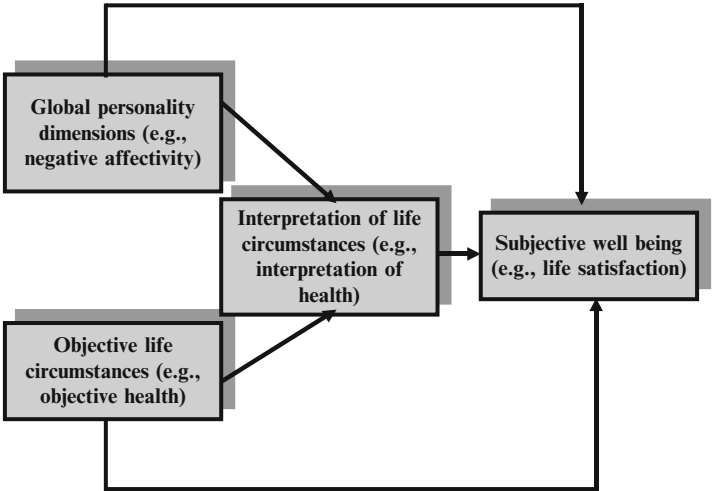 Global personality
dimensions (e.g.,
negative affectivity)
Interpretation of life
circumstances (e.g.,
interpretation of
health)
Subjective well being
(e.g., life satisfaction)
Objective life
circumstances (e.g.,
objective health)